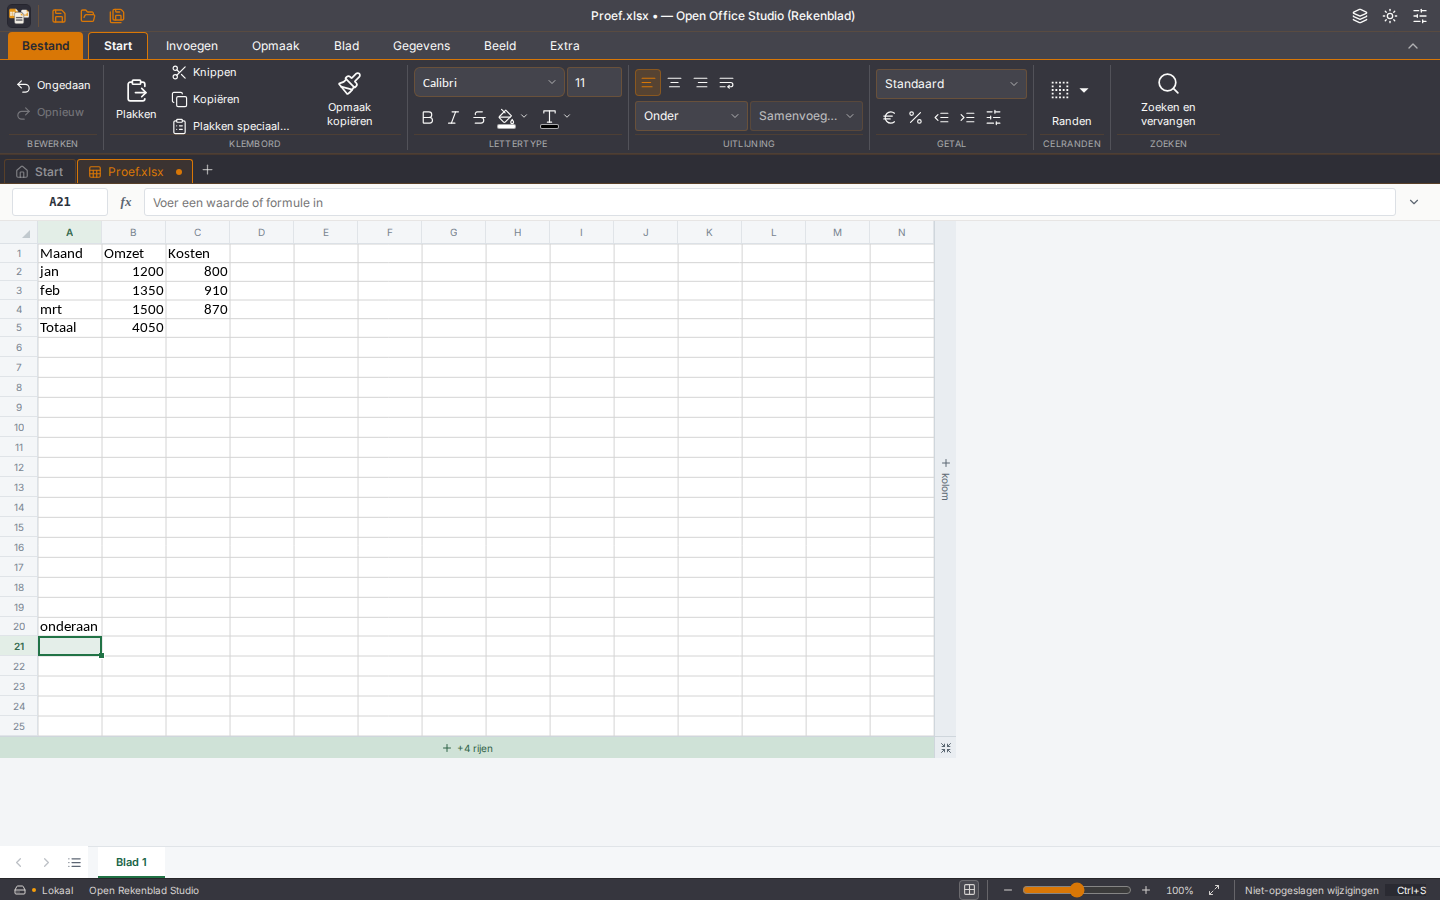 Proef.xlsx • — Open Office Studio (Rekenblad)
Bestand Start Invoegen Opmaak Blad Gegevens Beeld Extra
Ongedaan
Opnieuw
BEWERKEN
Plakken
Knippen
Kopiëren
Plakken speciaal...
Opmaak kopiëren
KLEMBORD
Calibri 11
B I S T
LETTERTYPE
Onder Samenvoeg...
UITLIJNING
Standaard
€ %
GETAL
Randen
CELRANDEN
Zoeken en vervangen
ZOEKEN
Start Proef.xlsx
A21 fx Voer een waarde of formule in
A B C D E F G H I J K L M N
1 Maand Omzet Kosten
2 jan 1200 800
3 feb 1350 910
4 mrt 1500 870
5 Totaal 4050
6
7
8
9
10
11
12
13
14
15
16
17
18
19
20 onderaan
21
22
23
24
25
+ kolom
+ +4 rijen
Blad 1
Lokaal Open Rekenblad Studio 100% Niet-opgeslagen wijzigingen Ctrl+S